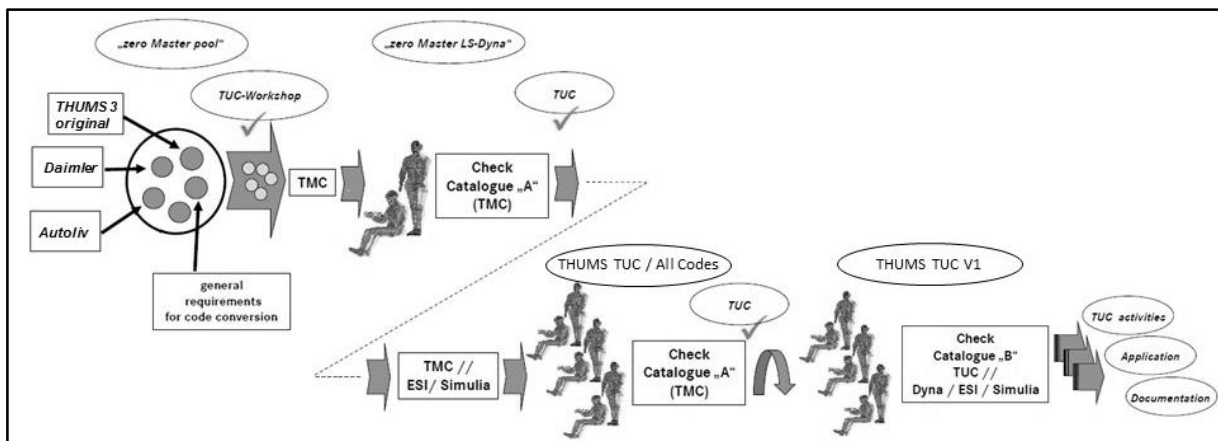 „zero Master pool“
„zero Master LS-Dyna“
TUC-Workshop
TUC
THUMS 3
original
Daimler
Autoliv
general
requirements
for code conversion
TMC
Check
Catalogue „A“
(TMC)
THUMS TUC / All Codes
THUMS TUC V1
TUC
TMC //
ESI/ Simulia
Check
Catalogue „A“
(TMC)
Check
Catalogue „B“
TUC //
Dyna / ESI / Simulia
TUC activities
Application
Documentation